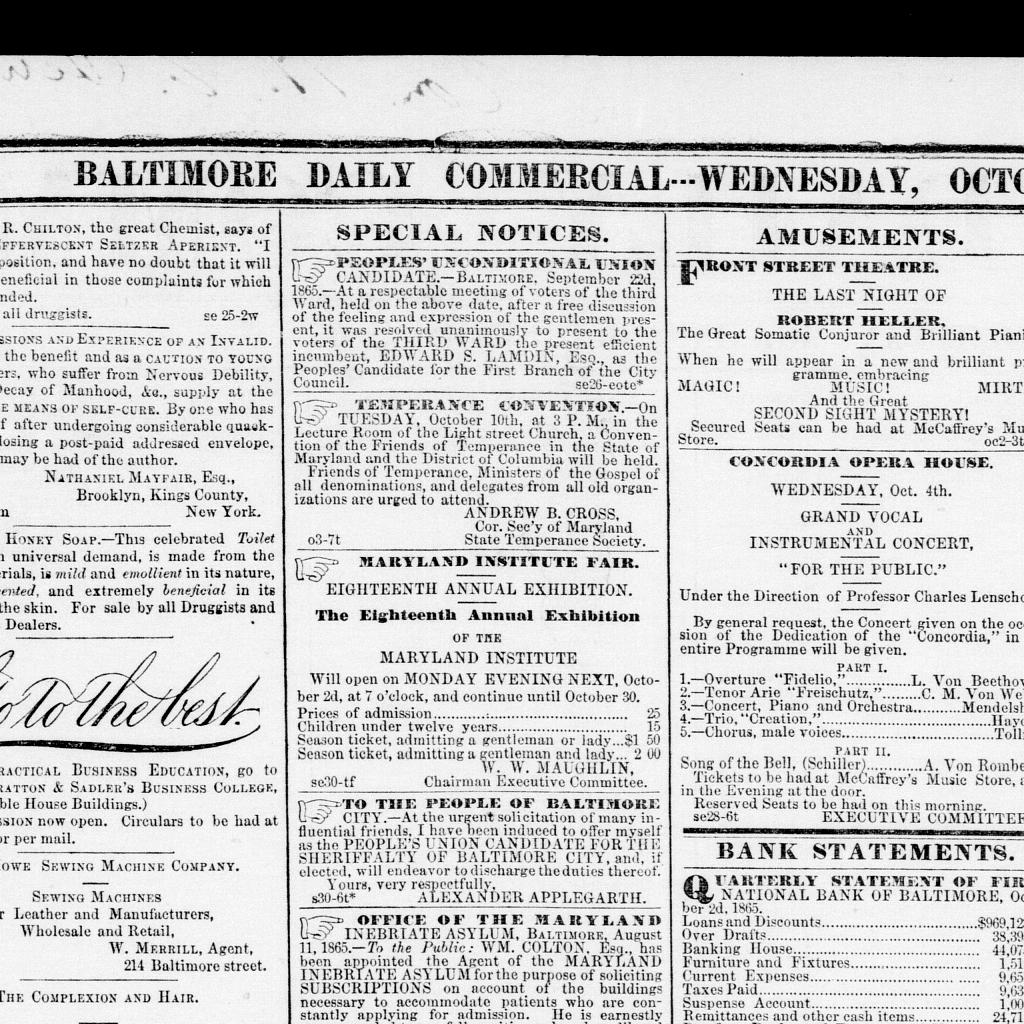 BALTIMORE DAILY COMMERCIAL---WEDNESDAY, OCTO
R. CHILTON, the great Chemist, says of
EFFERVESCENT SELTZER APERIENT. "I
position, and have no doubt that it will
eneficial in those complaints for which
nded.
all druggists. se 25-2w
SSIONS AND EXPERIENCE OF AN INVALID.
the benefit and as a CAUTION TO YOUNG
ers, who suffer from Nervous Debility,
Decay of Manhood, &c., supply at the
E MEANS OF SELF-CURE. By one who has
f after undergoing considerable quack-
losing a post-paid addressed envelope,
may be had of the author.
NATHANIEL MAYFAIR, Esq.,
Brooklyn, Kings County,
n New York.
HONEY SOAP.—This celebrated Toilet
n universal demand, is made from the
rials, is mild and emollient in its nature,
ented, and extremely beneficial in its
the skin. For sale by all Druggists and
Dealers.
o to the best.
RACTICAL BUSINESS EDUCATION, go to
RATTON & SADLER'S BUSINESS COLLEGE,
ble House Buildings.)
SSION now open. Circulars to be had at
or per mail.
OWE SEWING MACHINE COMPANY.
SEWING MACHINES
r Leather and Manufacturers,
Wholesale and Retail,
W. MERRILL, Agent,
214 Baltimore street.
THE COMPLEXION AND HAIR.
SPECIAL NOTICES.
PEOPLES' UNCONDITIONAL UNION
CANDIDATE.—BALTIMORE, September 22d,
1865.—At a respectable meeting of voters of the third
Ward, held on the above date, after a free discussion
of the feeling and expression of the gentlemen pres-
ent, it was resolved unanimously to present to the
voters of the THIRD WARD the present efficient
incumbent, EDWARD S. LAMDIN, Esq., as the
Peoples' Candidate for the First Branch of the City
Council. se26-eote*
TEMPERANCE CONVENTION.—On
TUESDAY, October 10th, at 3 P. M., in the
Lecture Room of the Light street Church, a Conven-
tion of the Friends of Temperance in the State of
Maryland and the District of Columbia will be held.
Friends of Temperance, Ministers of the Gospel of
all denominations, and delegates from all old organ-
izations are urged to attend.
ANDREW B. CROSS,
Cor. Sec'y of Maryland
o3-7t State Temperance Society.
MARYLAND INSTITUTE FAIR.
EIGHTEENTH ANNUAL EXHIBITION.
The Eighteenth Annual Exhibition
OF THE
MARYLAND INSTITUTE
Will open on MONDAY EVENING NEXT, Octo-
ber 2d, at 7 o'clock, and continue until October 30.
Prices of admission.................... 25
Children under twelve years.................... 15
Season ticket, admitting a gentleman or lady...$1 50
Season ticket, admitting a gentleman and lady... 2 00
W. W. MAUGHLIN,
se30-tf Chairman Executive Committee.
TO THE PEOPLE OF BALTIMORE
CITY.—At the urgent solicitation of many in-
fluential friends, I have been induced to offer myself
as the PEOPLE'S UNION CANDIDATE FOR THE
SHERIFFALTY OF BALTIMORE CITY, and, if
elected, will endeavor to discharge the duties thereof.
Yours, very respectfully,
s30-6t* ALEXANDER APPLEGARTH.
OFFICE OF THE MARYLAND
INEBRIATE ASYLUM, BALTIMORE, August
11, 1865.—To the Public: WM. COLTON, Esq., has
been appointed the Agent of the MARYLAND
INEBRIATE ASYLUM for the purpose of soliciting
SUBSCRIPTIONS on account of the buildings
necessary to accommodate patients who are con-
stantly applying for admission. He is earnestly
AMUSEMENTS.
FRONT STREET THEATRE.
THE LAST NIGHT OF
ROBERT HELLER,
The Great Somatic Conjuror and Brilliant Piani
When he will appear in a new and brilliant p
gramme, embracing
MAGIC! MUSIC! MIRT
And the Great
SECOND SIGHT MYSTERY!
Secured Seats can be had at McCaffrey's Mu
Store. oc2-3t
CONCORDIA OPERA HOUSE.
WEDNESDAY, Oct. 4th.
GRAND VOCAL
AND
INSTRUMENTAL CONCERT,
"FOR THE PUBLIC."
Under the Direction of Professor Charles Lensch
By general request, the Concert given on the oc
sion of the Dedication of the "Concordia," in
entire Programme will be given.
PART I.
1.—Overture "Fidelio,"............L. Von Beethov
2.—Tenor Arie "Freischutz,".......C. M. Von We
3.—Concert, Piano and Orchestra........Mendelsh
4.—Trio, "Creation,"....................Hayd
5.—Chorus, male voices....................Toll
PART II.
Song of the Bell, (Schiller)...........A. Von Rombe
Tickets to be had at McCaffrey's Music Store, a
in the Evening at the door.
Reserved Seats to be had on this morning.
se28-6t EXECUTIVE COMMITTEE
BANK STATEMENTS.
QUARTERLY STATEMENT OF FIR
NATIONAL BANK OF BALTIMORE, Oc
ber 2d, 1865.
Loans and Discounts....................$969,12
Over Drafts.................... 38,39
Banking House.................... 44,07
Furniture and Fixtures.................... 1,51
Current Expenses.................... 9,65
Taxes Paid.................... 9,63
Suspense Account.................... 1,00
Remittances and other cash items............ 24,71